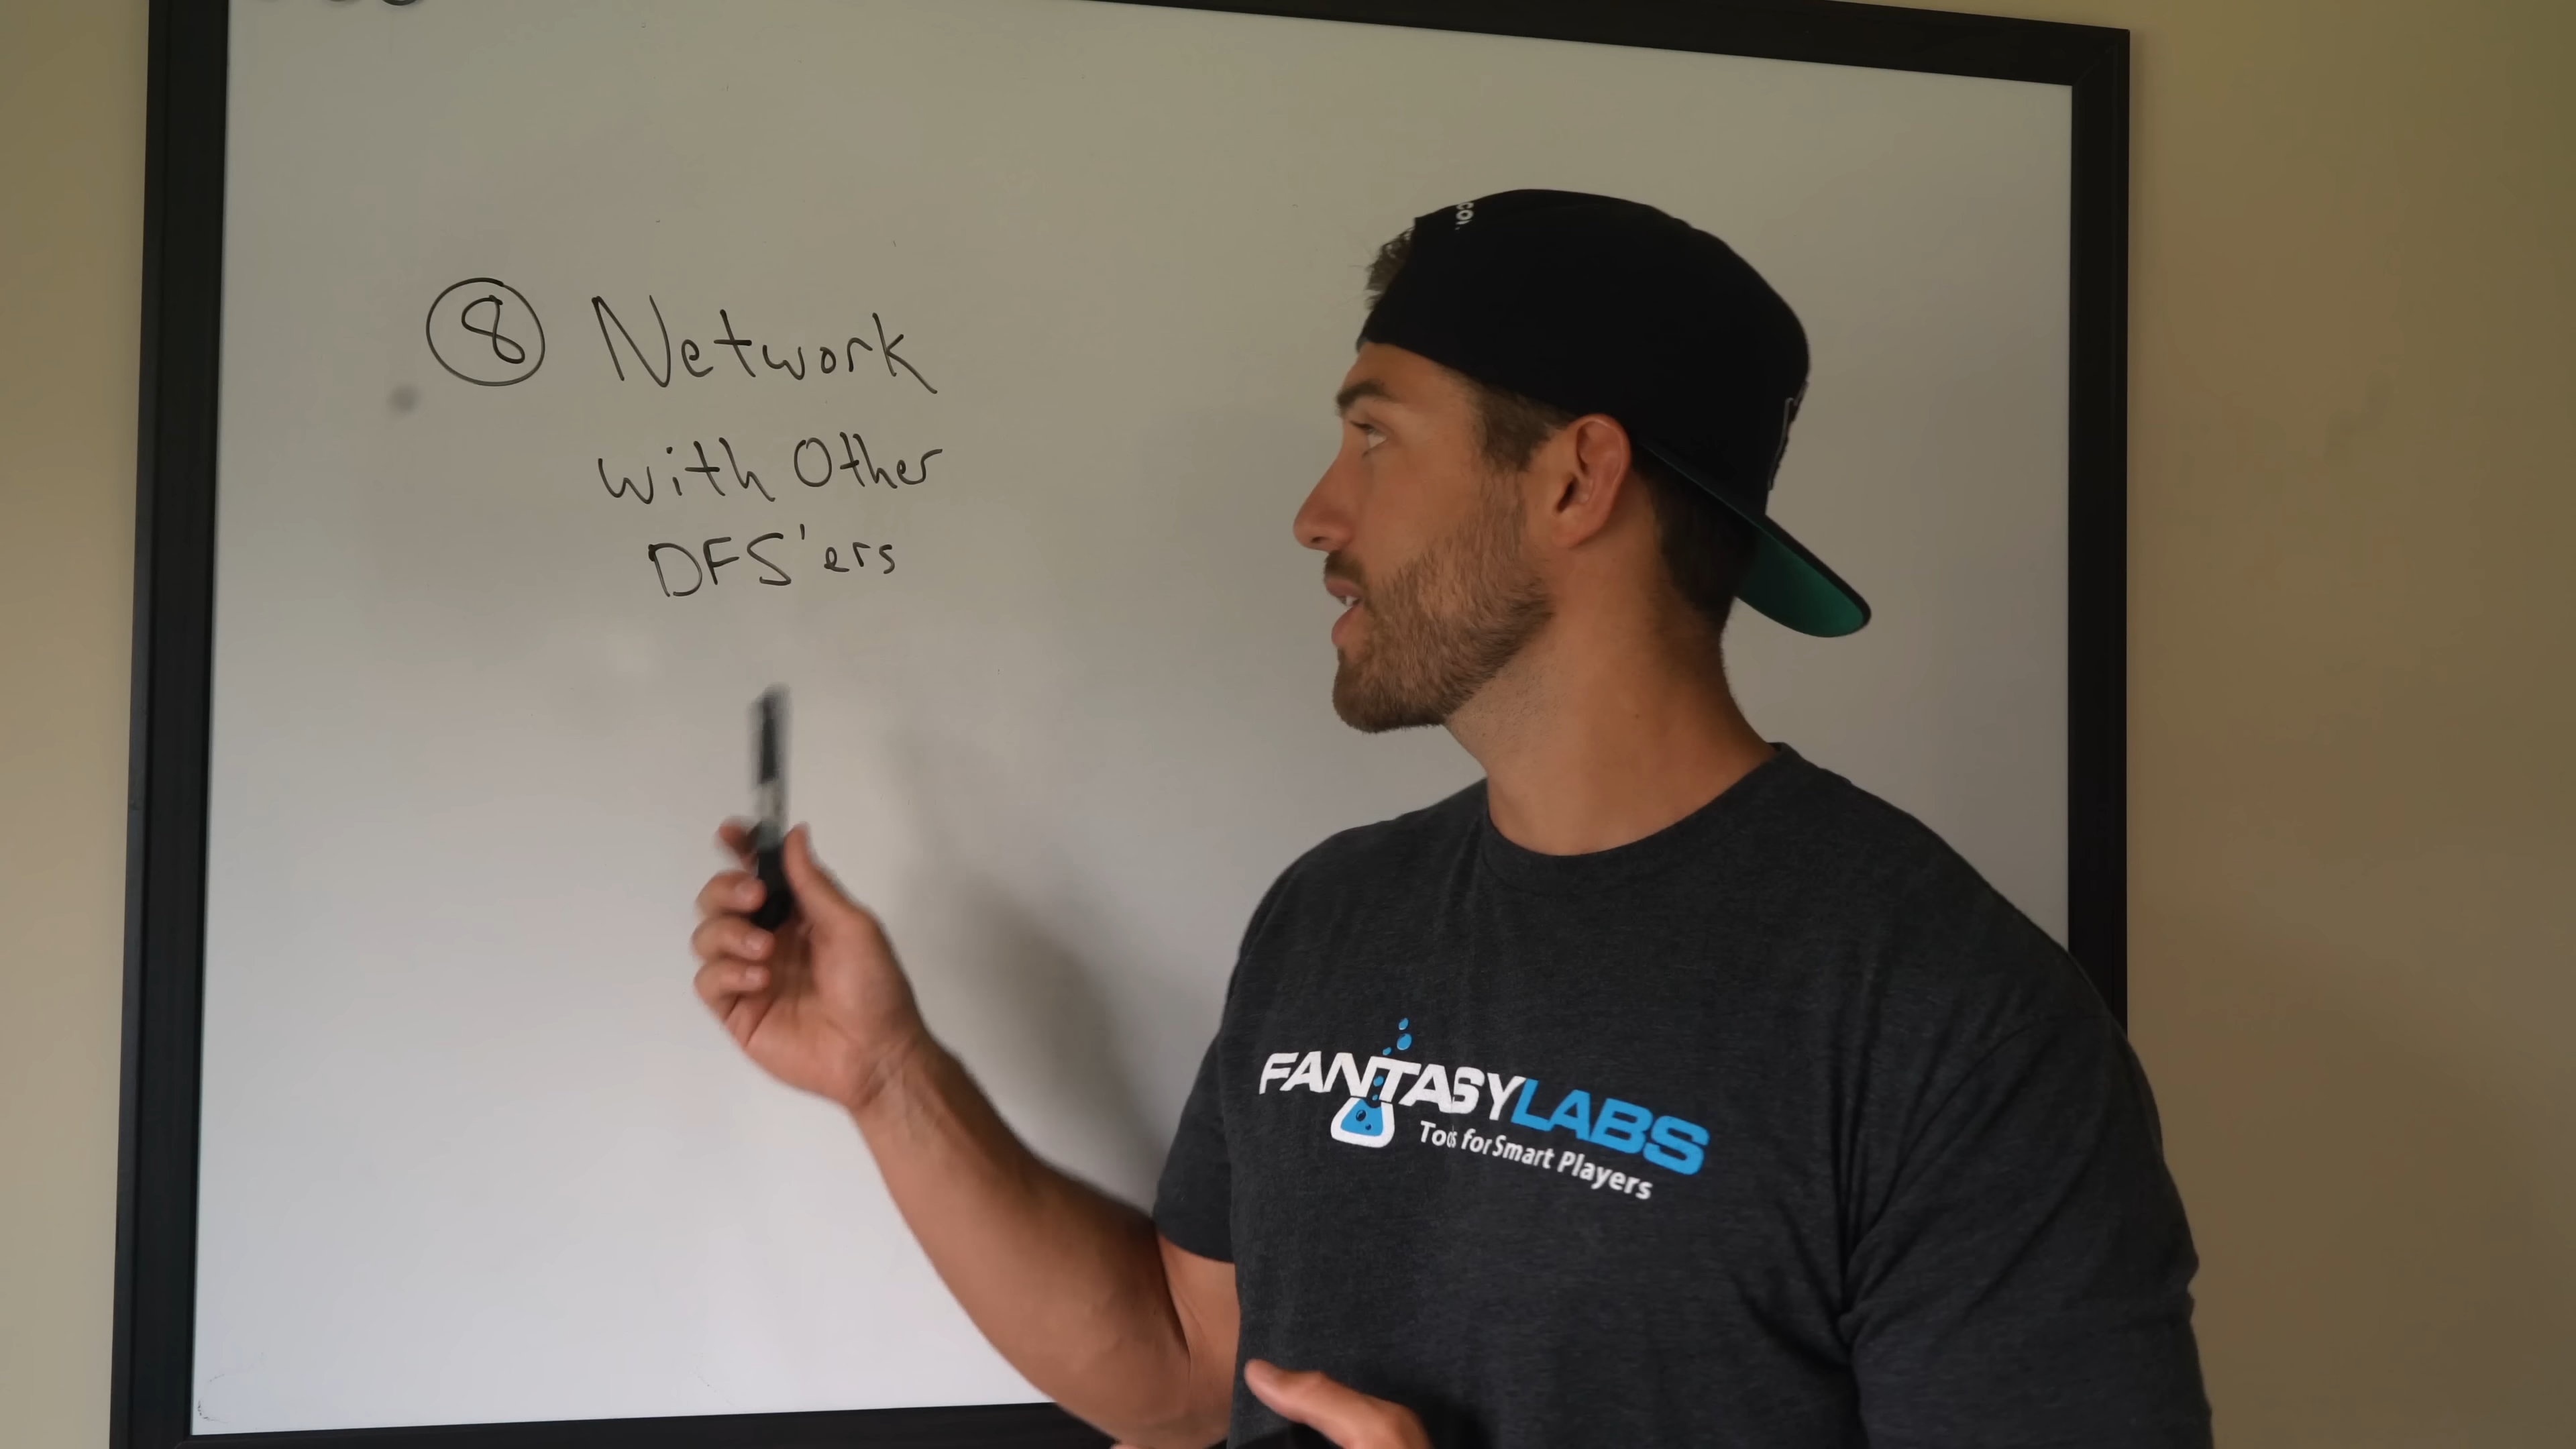 ⑧ Network
with Other
DFS'ers
FANTASYLABS
Tools for Smart Players